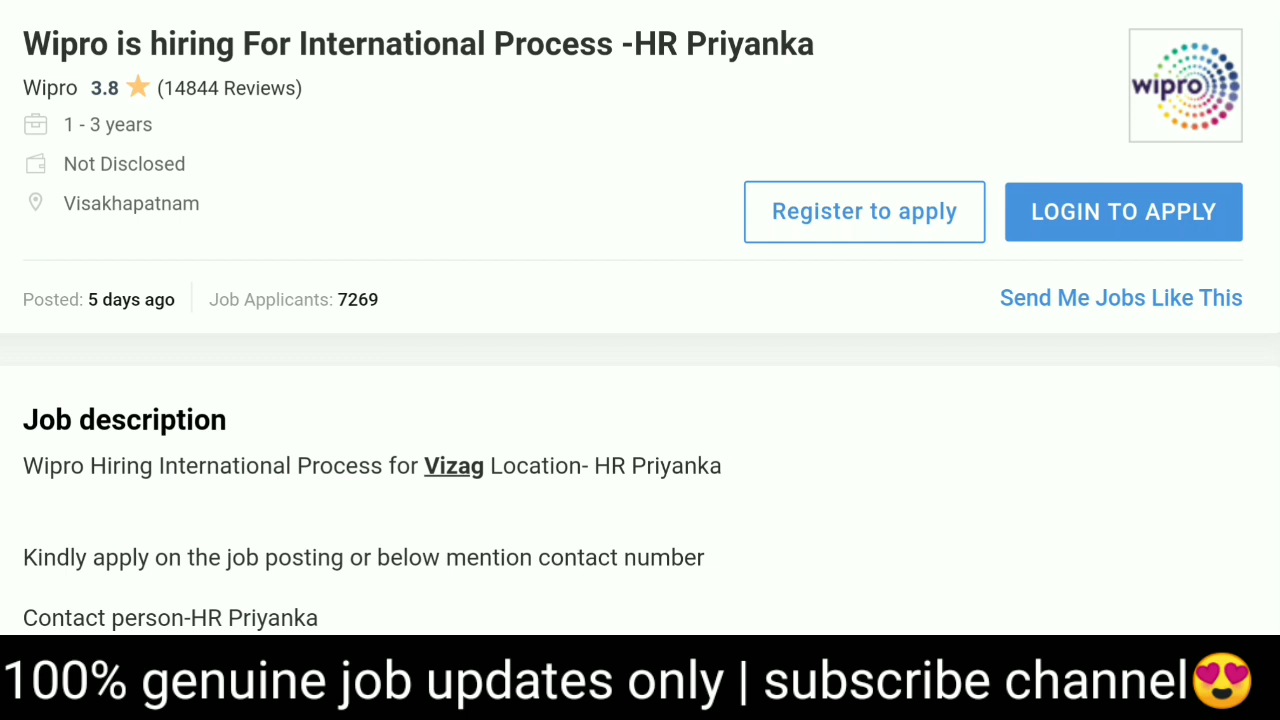 Wipro is hiring For International Process -HR Priyanka
Wipro 3.8 (14844 Reviews)
wipro
1 - 3 years
Not Disclosed
Visakhapatnam
Register to apply
LOGIN TO APPLY
Posted: 5 days ago
Job Applicants: 7269
Send Me Jobs Like This
Job description
Wipro Hiring International Process for Vizag Location- HR Priyanka
Kindly apply on the job posting or below mention contact number
Contact person-HR Priyanka
100% genuine job updates only | subscribe channel😍